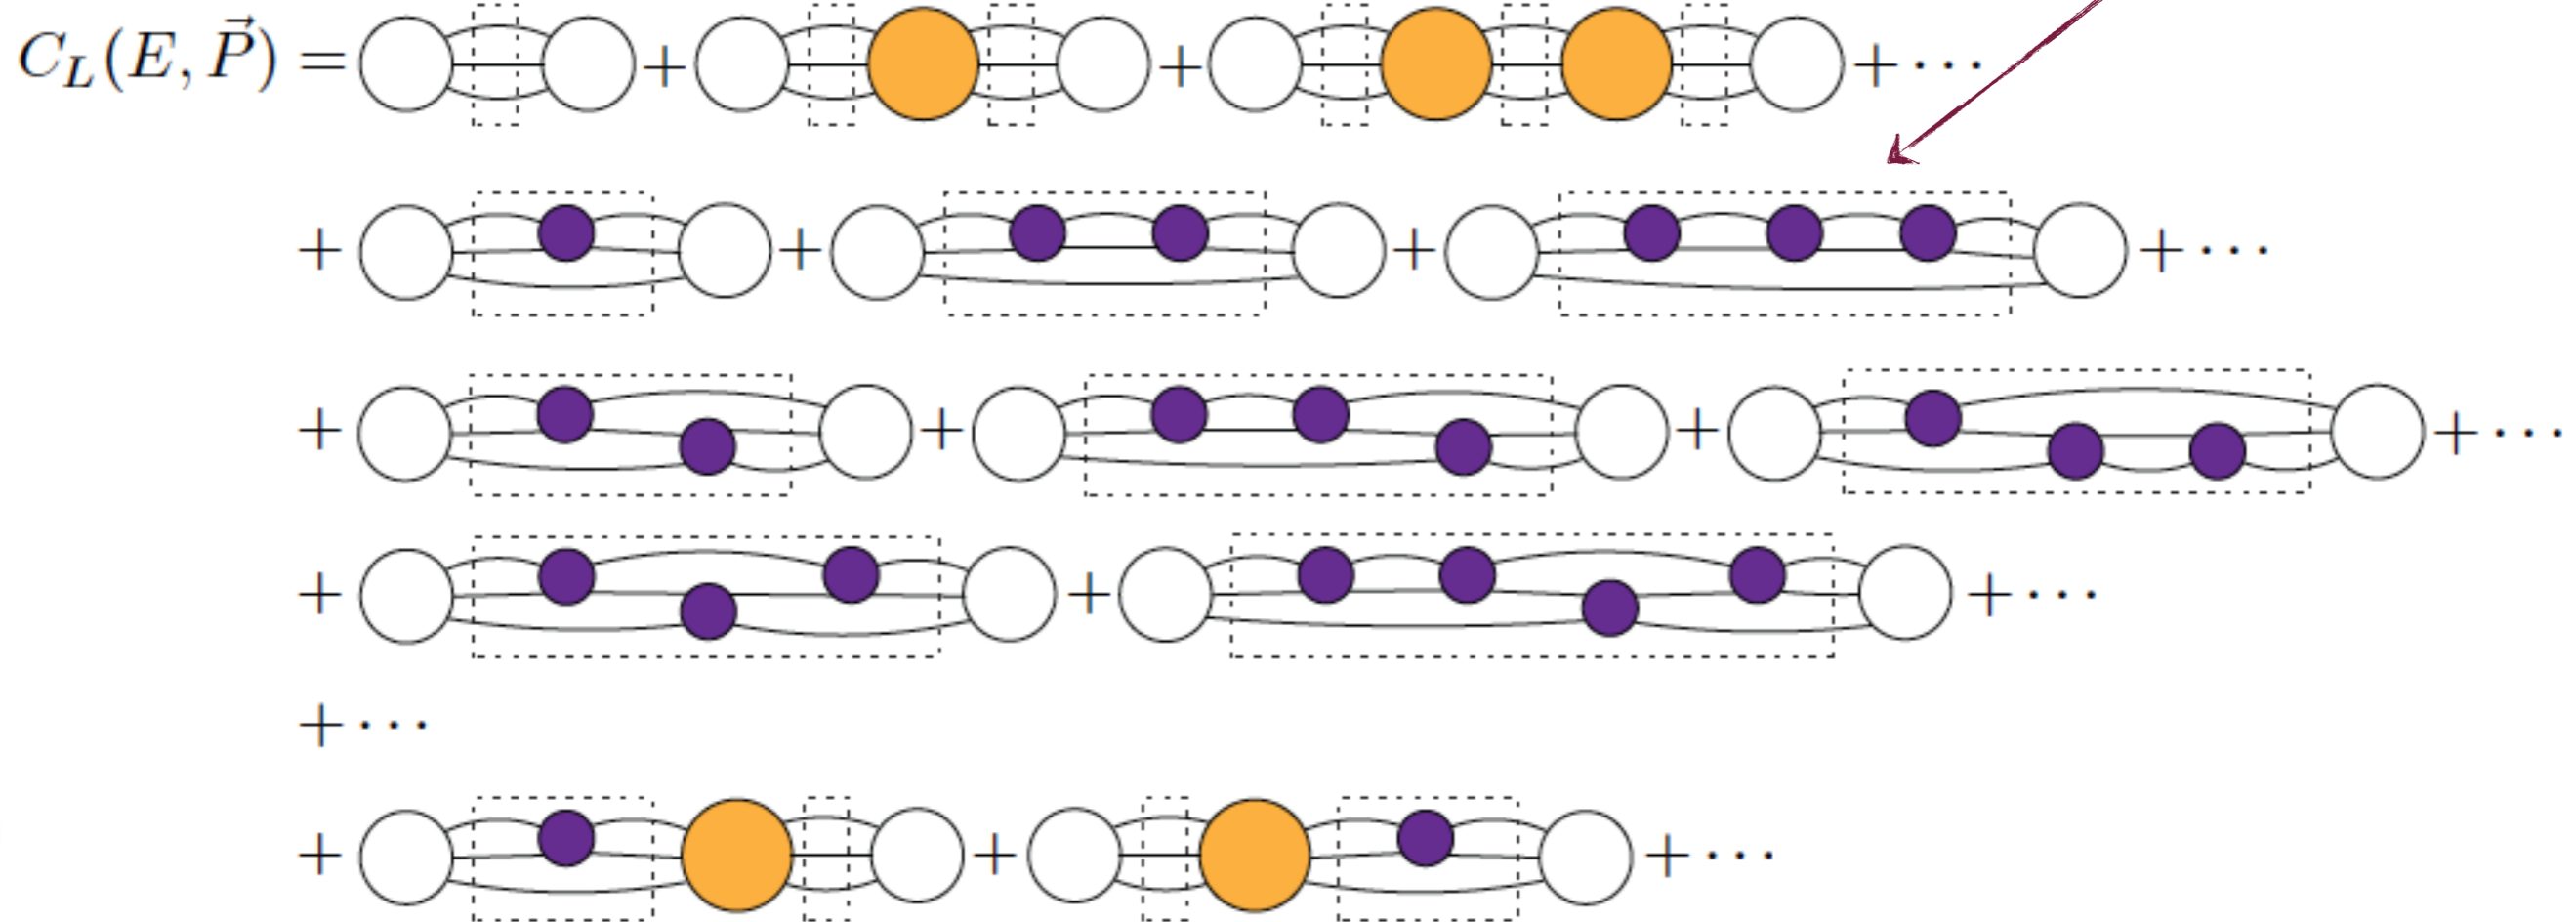 C_L(E, \vec{P}) = + + + ⋯
+ + + + ⋯
+ + + + ⋯
+ + + ⋯
+ ⋯
+ + + ⋯